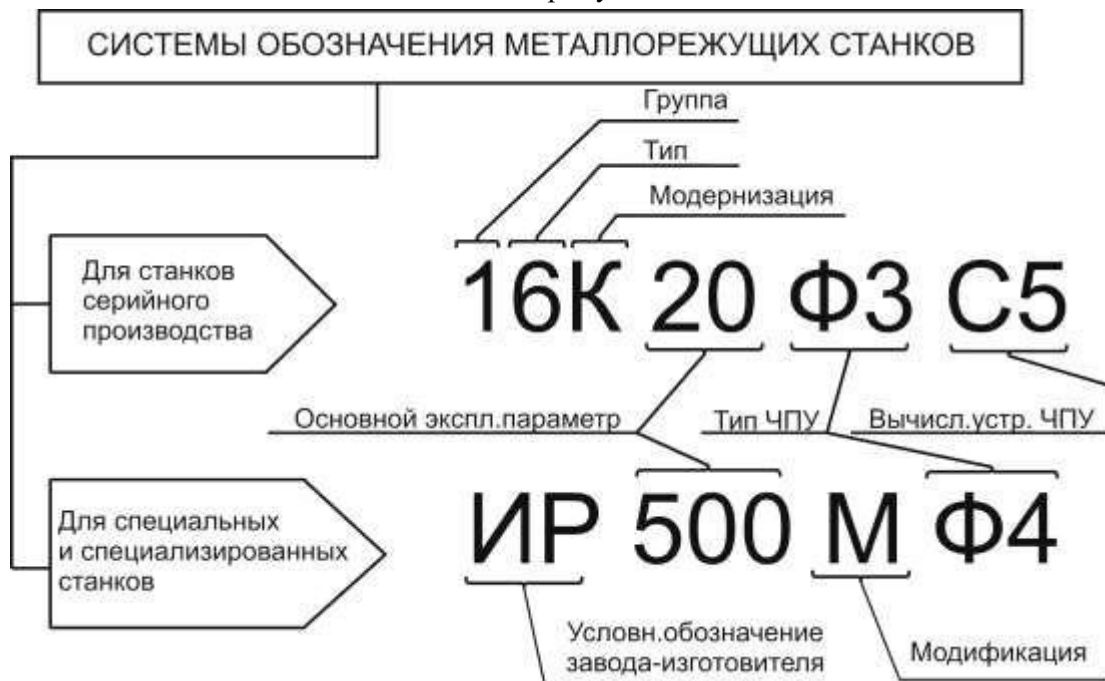 СИСТЕМЫ ОБОЗНАЧЕНИЯ МЕТАЛЛОРЕЖУЩИХ СТАНКОВ
Группа
Тип
Модернизация
Для станков
серийного
производства
16К 20 Ф3 С5
Основной экспл.параметр
Тип ЧПУ
Вычисл.устр. ЧПУ
Для специальных
и специализированных
станков
ИР 500 М Ф4
Условн.обозначение
завода-изготовителя
Модификация